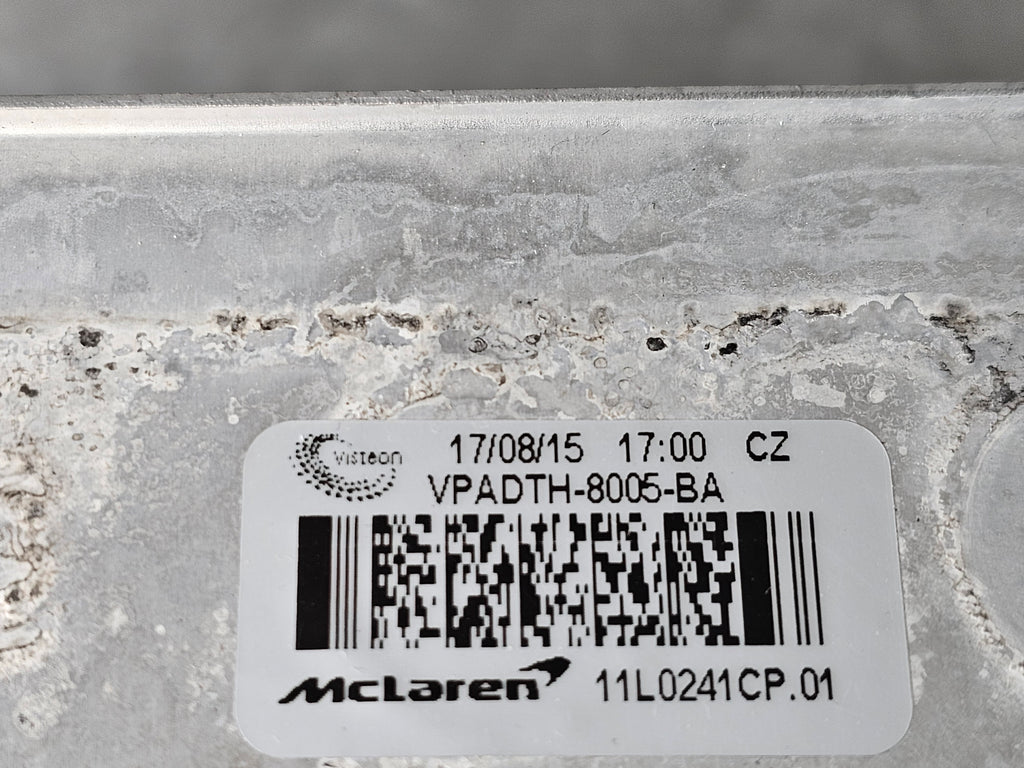 Visteon 17/08/15 17:00 CZ
VPADTH-8005-BA
McLaren 11L0241CP.01